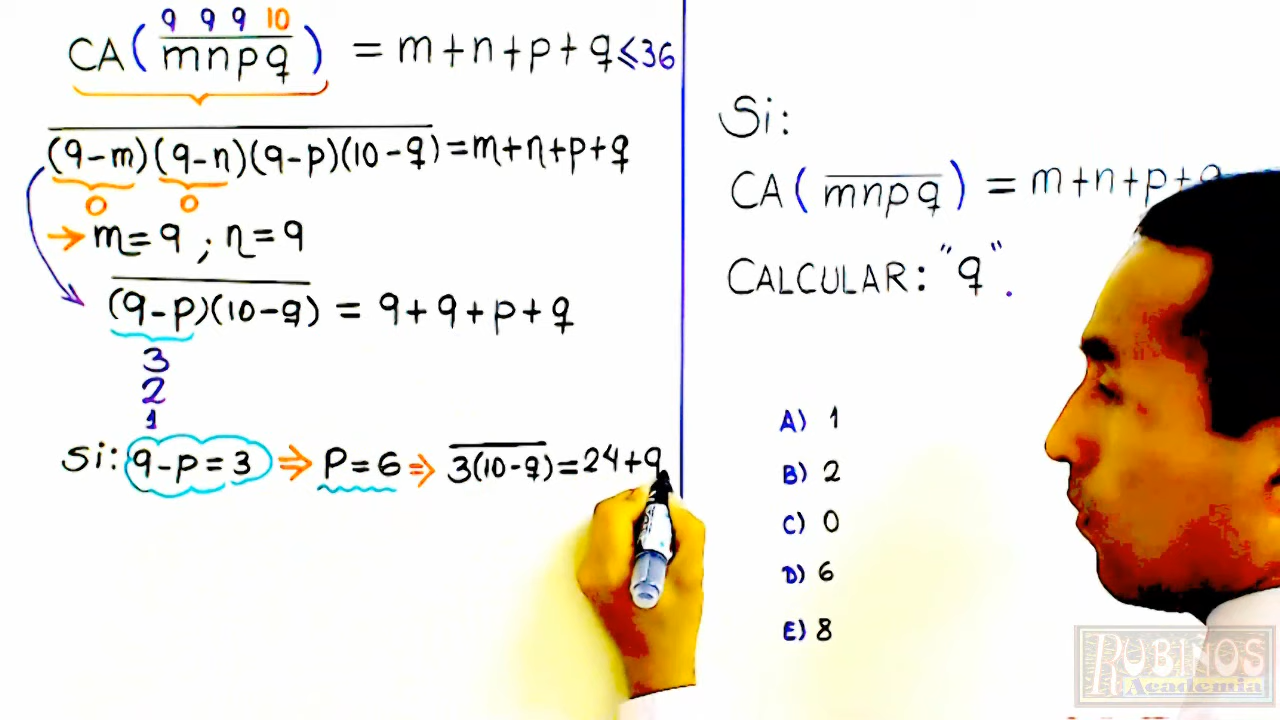 9 9 9 10
CA(mnpq) = m+n+p+q≤36
(9-m)(9-n)(9-p)(10-q)=m+n+p+q
0 0
→ m=9 ; n=9
(9-p)(10-q) = 9+9+p+q
3
2
1
Si: 9-p=3 ⇒ p=6 ⇒ 3(10-q)=24+q
Si:
CA(mnpq) = m+n+p+q
CALCULAR: "q".
A) 1
B) 2
C) 0
D) 6
E) 8
RUBIÑOS
Academia